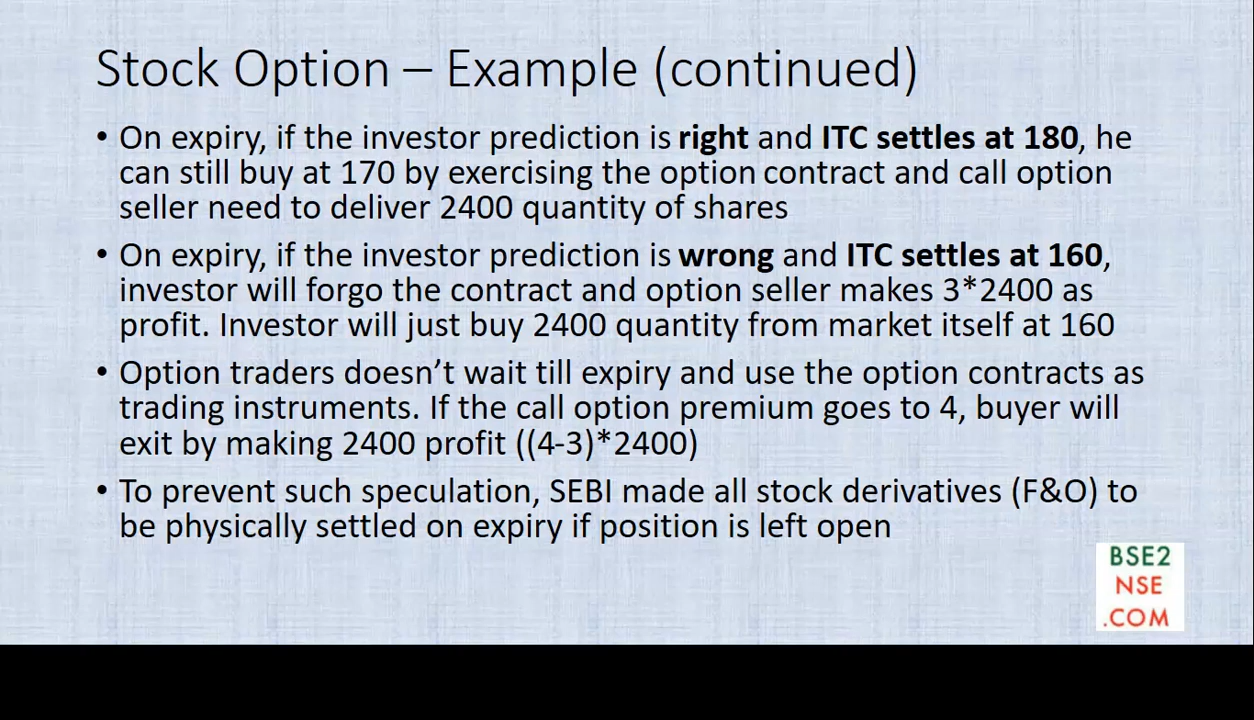 Stock Option – Example (continued)
• On expiry, if the investor prediction is right and ITC settles at 180, he
can still buy at 170 by exercising the option contract and call option
seller need to deliver 2400 quantity of shares
• On expiry, if the investor prediction is wrong and ITC settles at 160,
investor will forgo the contract and option seller makes 3*2400 as
profit. Investor will just buy 2400 quantity from market itself at 160
• Option traders doesn’t wait till expiry and use the option contracts as
trading instruments. If the call option premium goes to 4, buyer will
exit by making 2400 profit ((4-3)*2400)
• To prevent such speculation, SEBI made all stock derivatives (F&O) to
be physically settled on expiry if position is left open
BSE2
NSE
.COM